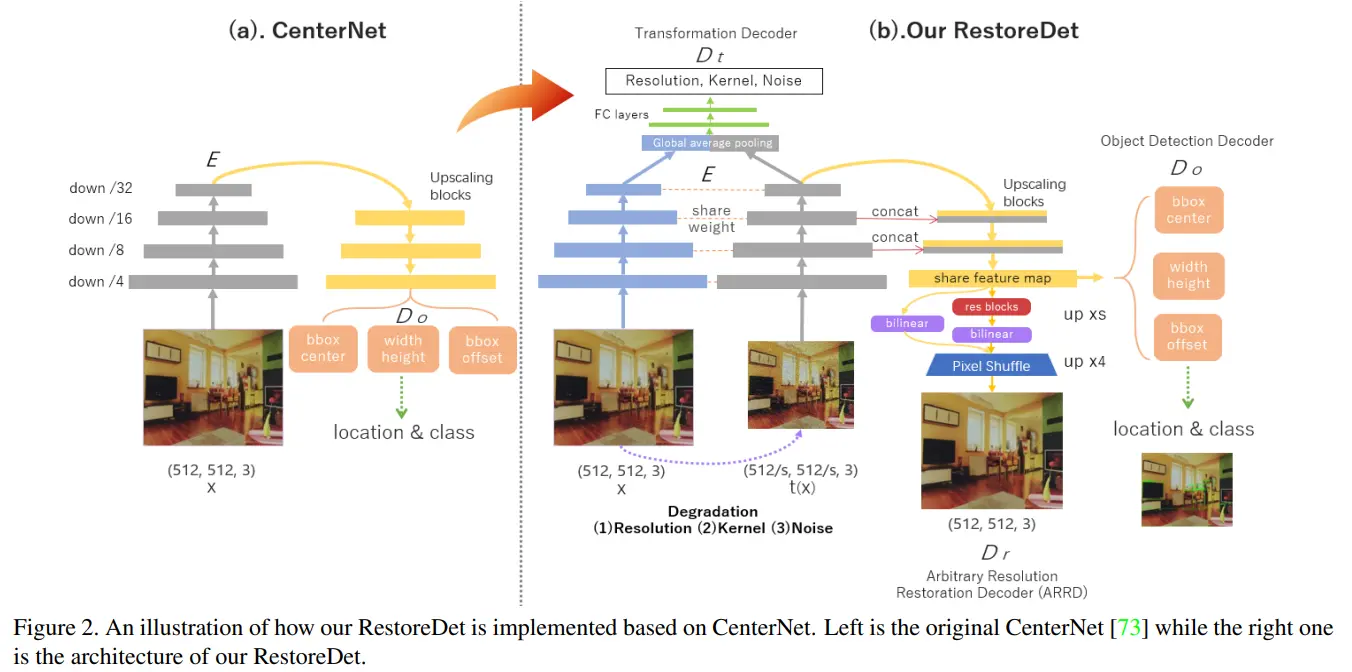 (a). CenterNet
E
down /32
down /16
down /8
down /4
Upscaling
blocks
D o
bbox
center
width
height
bbox
offset
location & class
(512, 512, 3)
x
(b).Our RestoreDet
Transformation Decoder
D t
Resolution, Kernel, Noise
FC layers
Global average pooling
E
share
weight
concat
concat
Upscaling
blocks
share feature map
res blocks
bilinear
bilinear
up xs
Pixel Shuffle
up x4
(512, 512, 3)
x
(512/s, 512/s, 3)
t(x)
Degradation
(1)Resolution (2)Kernel (3)Noise
(512, 512, 3)
D r
Arbitrary Resolution
Restoration Decoder (ARRD)
Object Detection Decoder
D o
bbox
center
width
height
bbox
offset
location & class
Figure 2. An illustration of how our RestoreDet is implemented based on CenterNet. Left is the original CenterNet [73] while the right one
is the architecture of our RestoreDet.